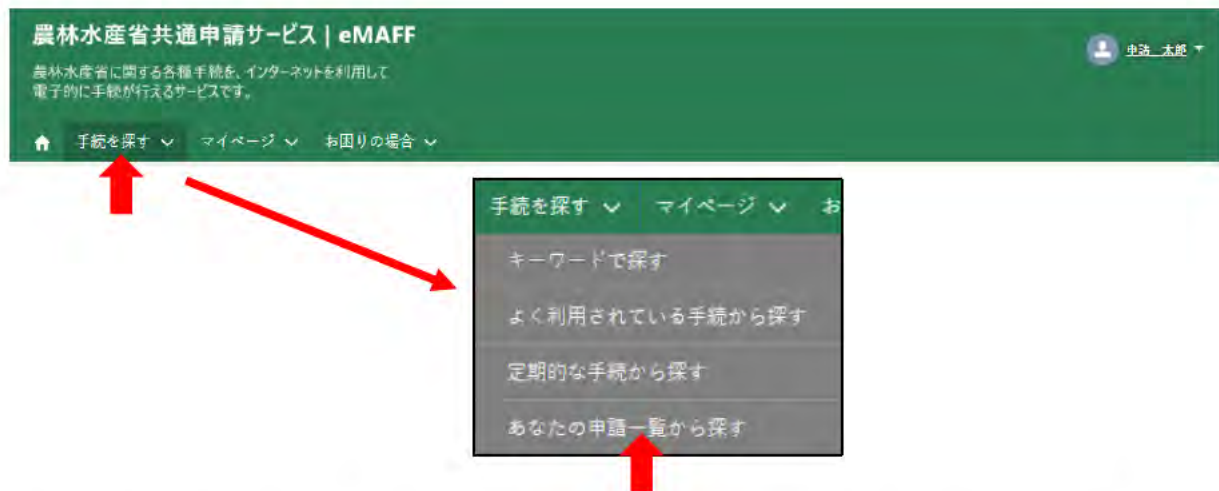 農林水産省共通申請サービス | eMAFF
農林水産省に関する各種手続を、インターネットを利用して
電子的に手続が行えるサービスです。
申請 太郎
手続を探す マイページ お困りの場合
手続を探す マイページ お
キーワードで探す
よく利用されている手続から探す
定期的な手続から探す
あなたの申請一覧から探す